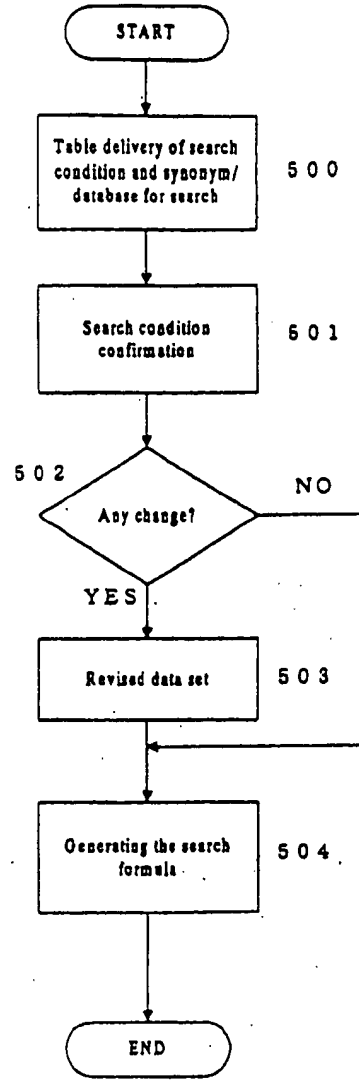 START
Table delivery of search
condition and synonym/
database for search
500
Search condition
confirmation
501
502
Any change?
NO
YES
Revised data set
503
Generating the search
formula
504
END